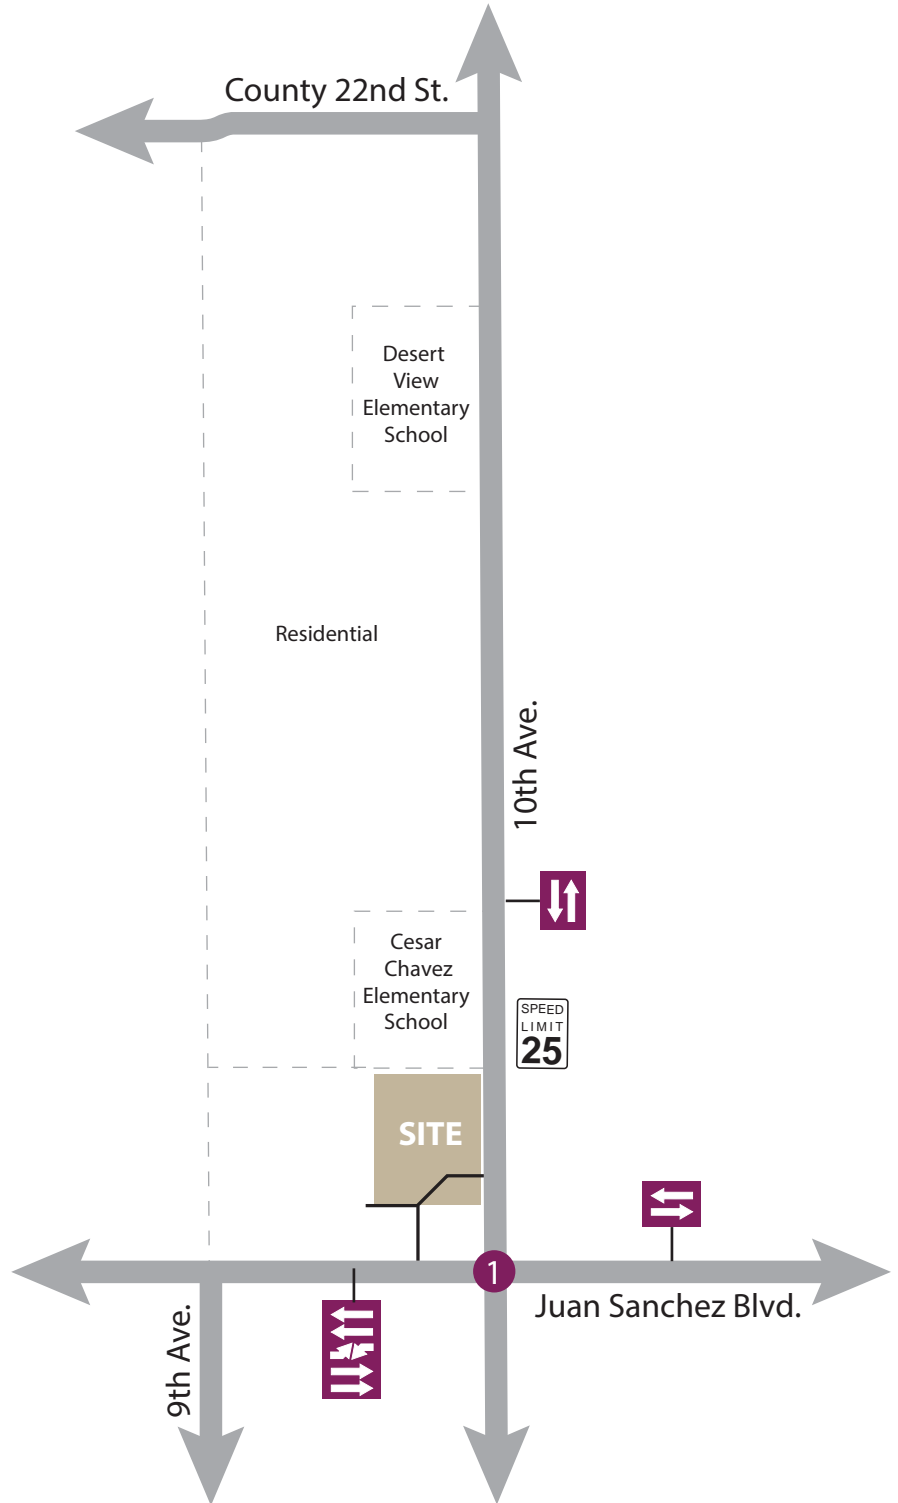 County 22nd St.
Desert
View
Elementary
School
Residential
10th Ave.
Cesar
Chavez
Elementary
School
SPEED
LIMIT
25
SITE
1
Juan Sanchez Blvd.
9th Ave.